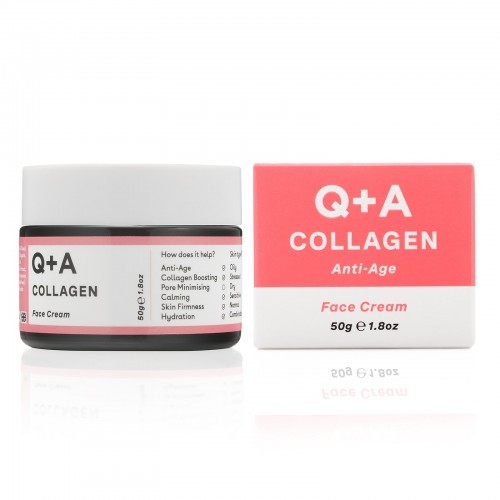 Q+A
COLLAGEN
Face Cream
How does it help?
Anti-Age
Collagen Boosting
Pore Minimising
Calming
Skin Firmness
Hydration
Oily
Dry
50g e 1.8oz
Q+A
COLLAGEN
Anti-Age
Face Cream
50g e 1.8oz